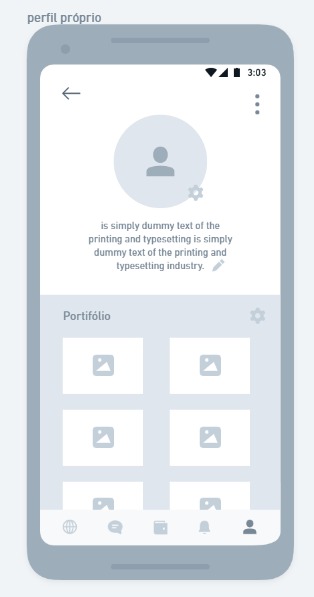 perfil próprio
3:03
is simply dummy text of the
printing and typesetting is simply
dummy text of the printing and
typesetting industry.
Portifólio